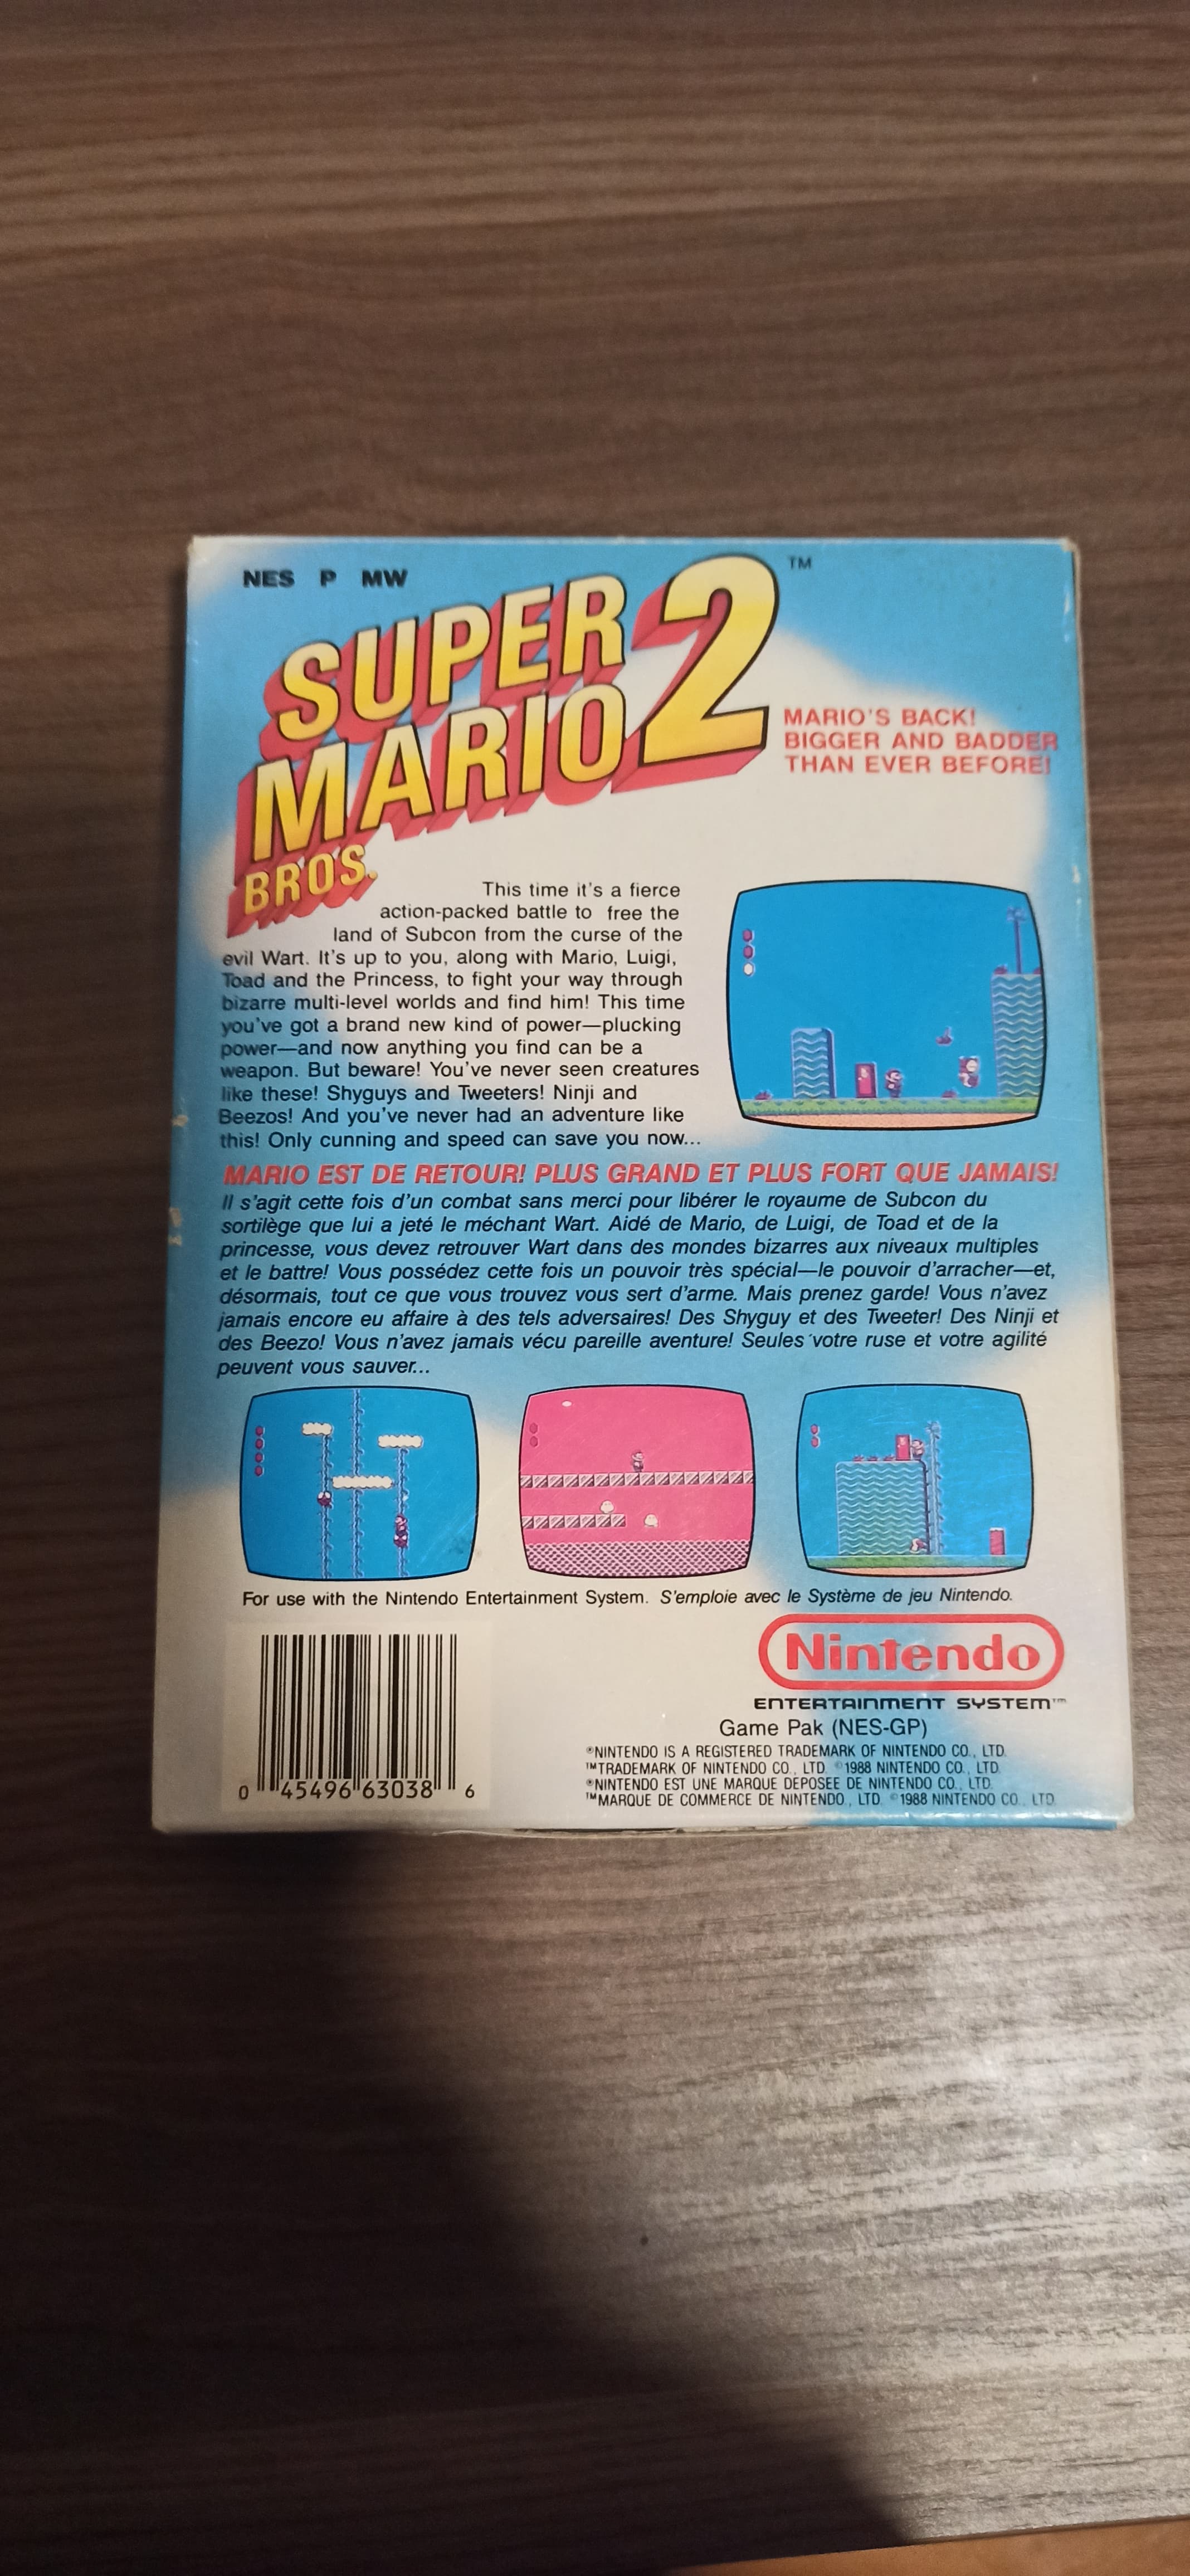 NES P MW
SUPER
MARIO 2 ™
BROS.
MARIO'S BACK!
BIGGER AND BADDER
THAN EVER BEFORE!
This time it's a fierce
action-packed battle to free the
land of Subcon from the curse of the
evil Wart. It's up to you, along with Mario, Luigi,
Toad and the Princess, to fight your way through
bizarre multi-level worlds and find him! This time
you've got a brand new kind of power—plucking
power—and now anything you find can be a
weapon. But beware! You've never seen creatures
like these! Shyguys and Tweeters! Ninji and
Beezos! And you've never had an adventure like
this! Only cunning and speed can save you now...
MARIO EST DE RETOUR! PLUS GRAND ET PLUS FORT QUE JAMAIS!
Il s'agit cette fois d'un combat sans merci pour libérer le royaume de Subcon du
sortilège que lui a jeté le méchant Wart. Aidé de Mario, de Luigi, de Toad et de la
princesse, vous devez retrouver Wart dans des mondes bizarres aux niveaux multiples
et le battre! Vous possédez cette fois un pouvoir très spécial—le pouvoir d'arracher—et,
désormais, tout ce que vous trouvez vous sert d'arme. Mais prenez garde! Vous n'avez
jamais encore eu affaire à des tels adversaires! Des Shyguy et des Tweeter! Des Ninji et
des Beezo! Vous n'avez jamais vécu pareille aventure! Seules votre ruse et votre agilité
peuvent vous sauver...
For use with the Nintendo Entertainment System. S'emploie avec le Système de jeu Nintendo.
Nintendo
ENTERTAINMENT SYSTEM™
Game Pak (NES-GP)
®NINTENDO IS A REGISTERED TRADEMARK OF NINTENDO CO., LTD.
™TRADEMARK OF NINTENDO CO., LTD. ©1988 NINTENDO CO., LTD.
®NINTENDO EST UNE MARQUE DEPOSEE DE NINTENDO CO., LTD.
™MARQUE DE COMMERCE DE NINTENDO., LTD. ©1988 NINTENDO CO., LTD.
0 45496 63038 6